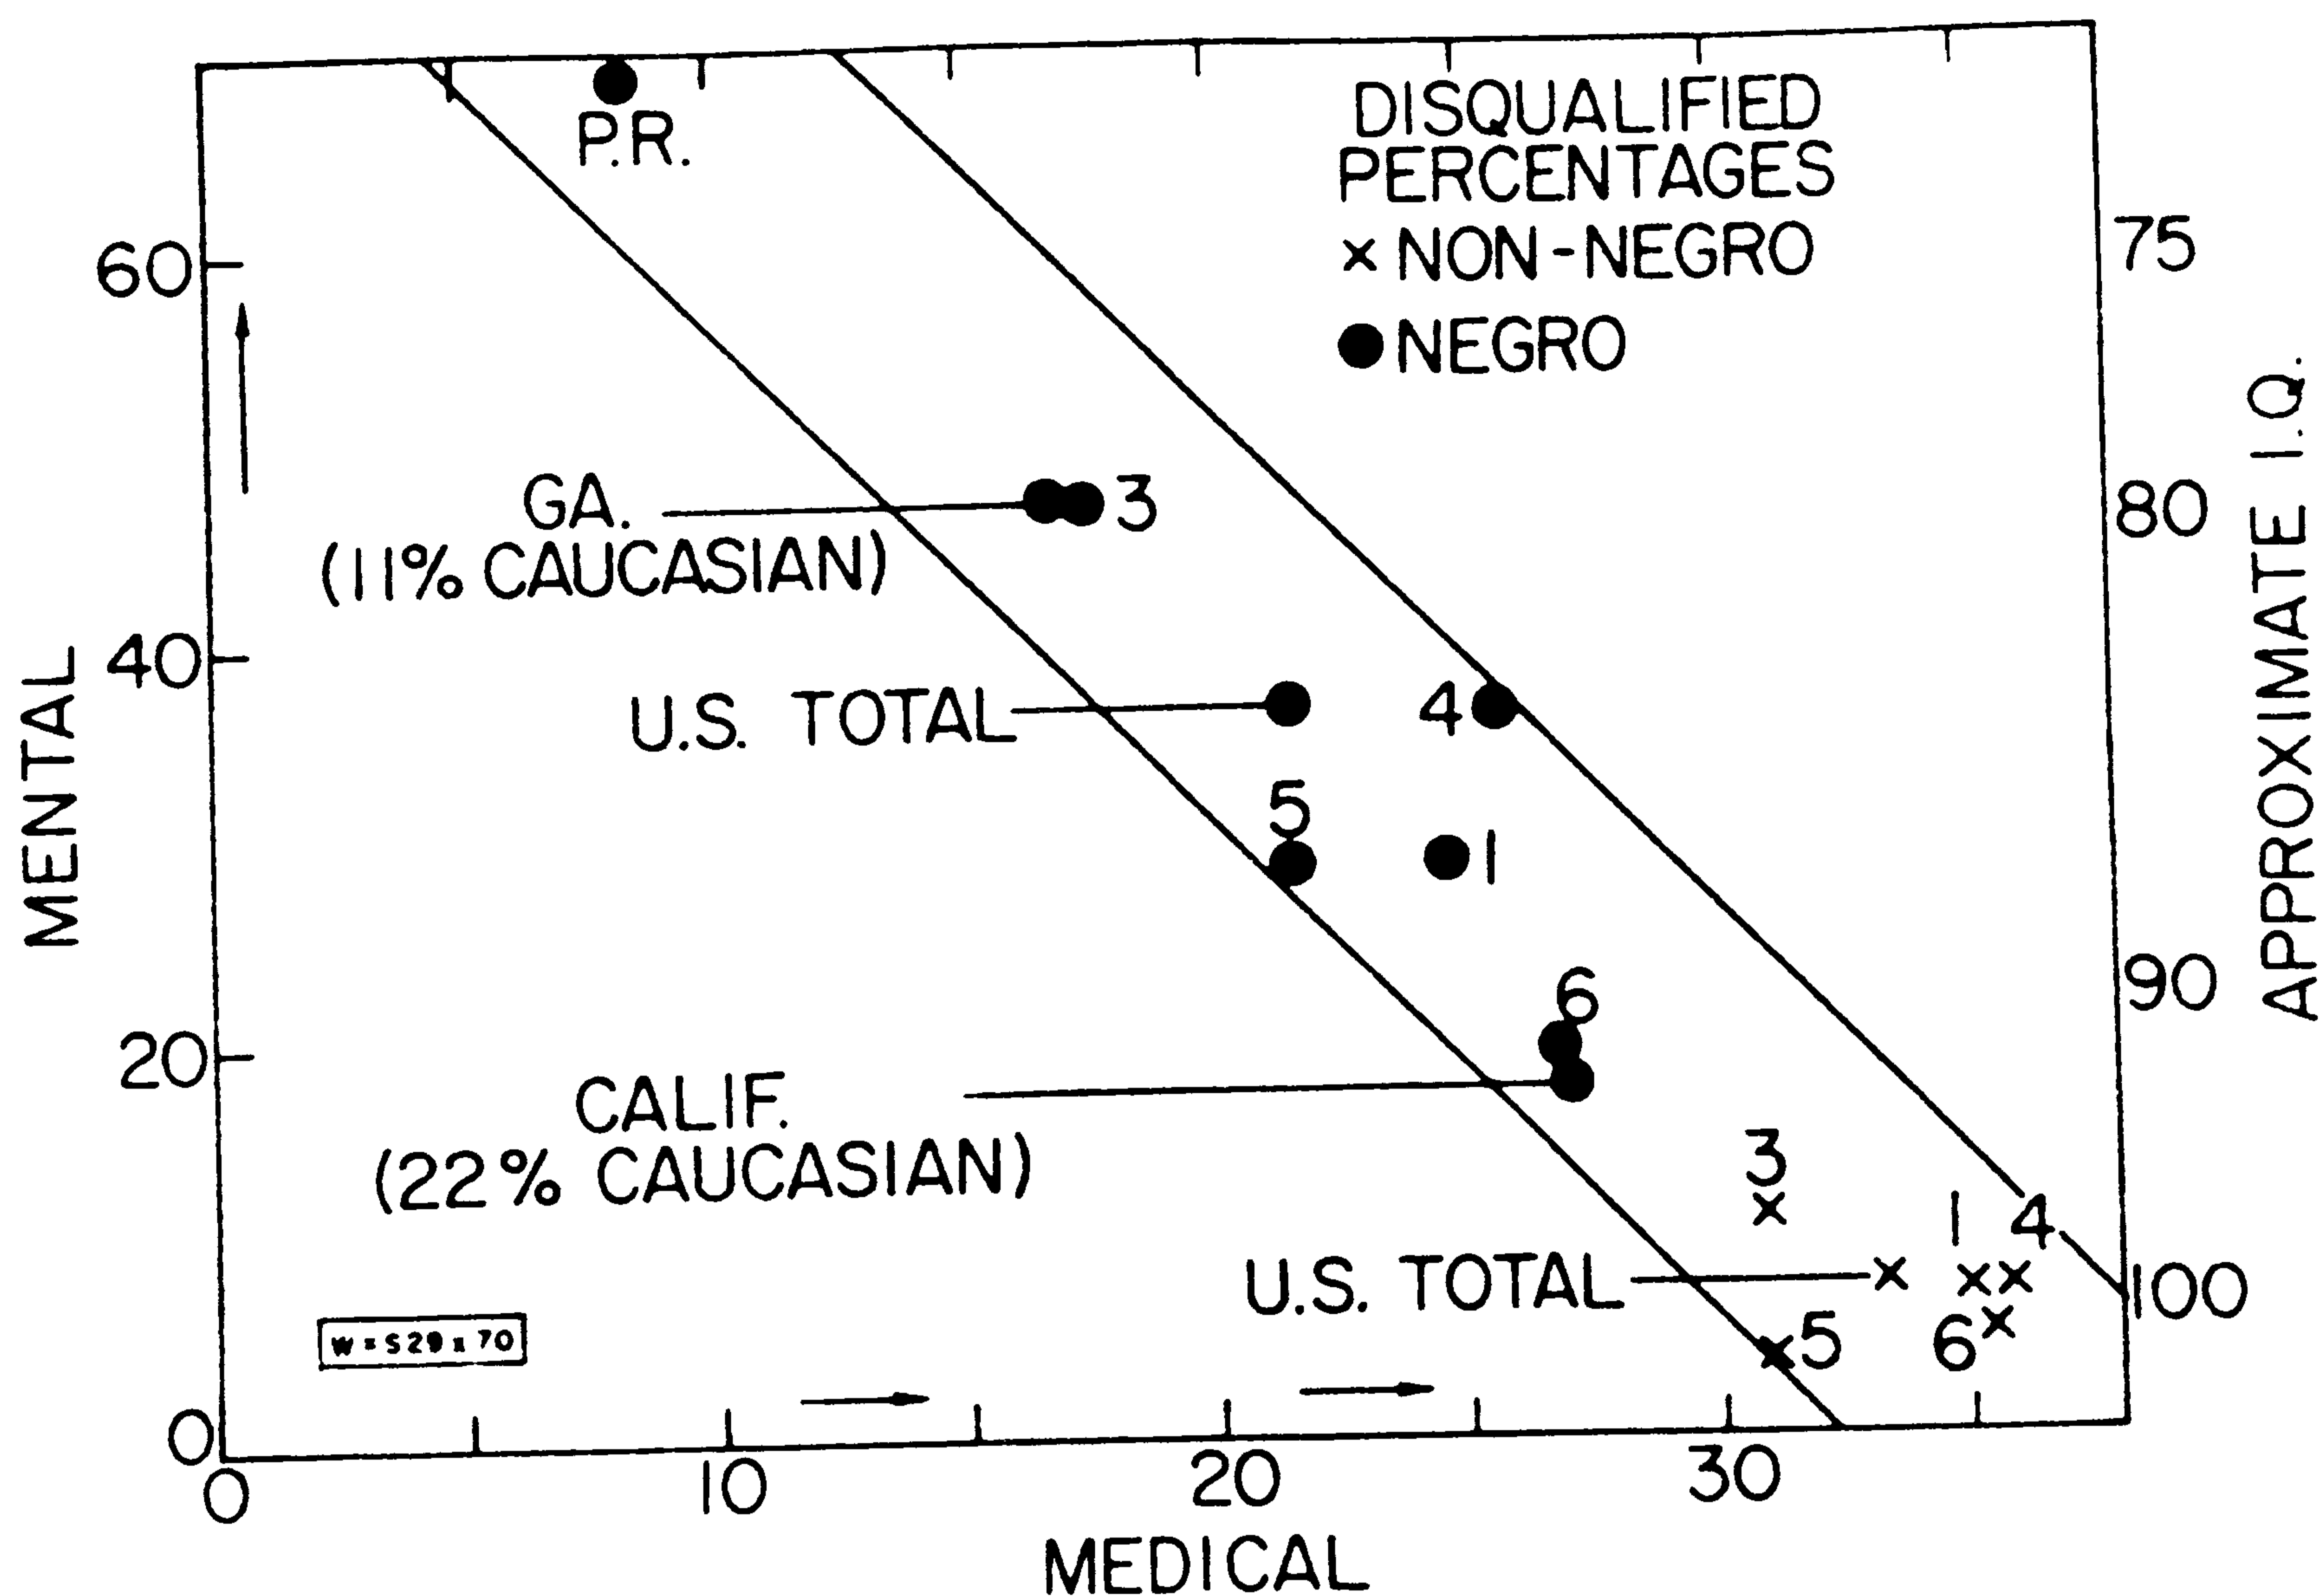 DISQUALIFIED
PERCENTAGES
× NON-NEGRO
● NEGRO
P.R.
60
40
20
0
MENTAL
75
80
90
100
APPROXIMATE I.Q.
GA.
3
(11% CAUCASIAN)
U.S. TOTAL
4
5
1
6
CALIF.
(22% CAUCASIAN)
3
1 4
U.S. TOTAL
5
6
W = S 20 x 70
0
10
20
30
MEDICAL